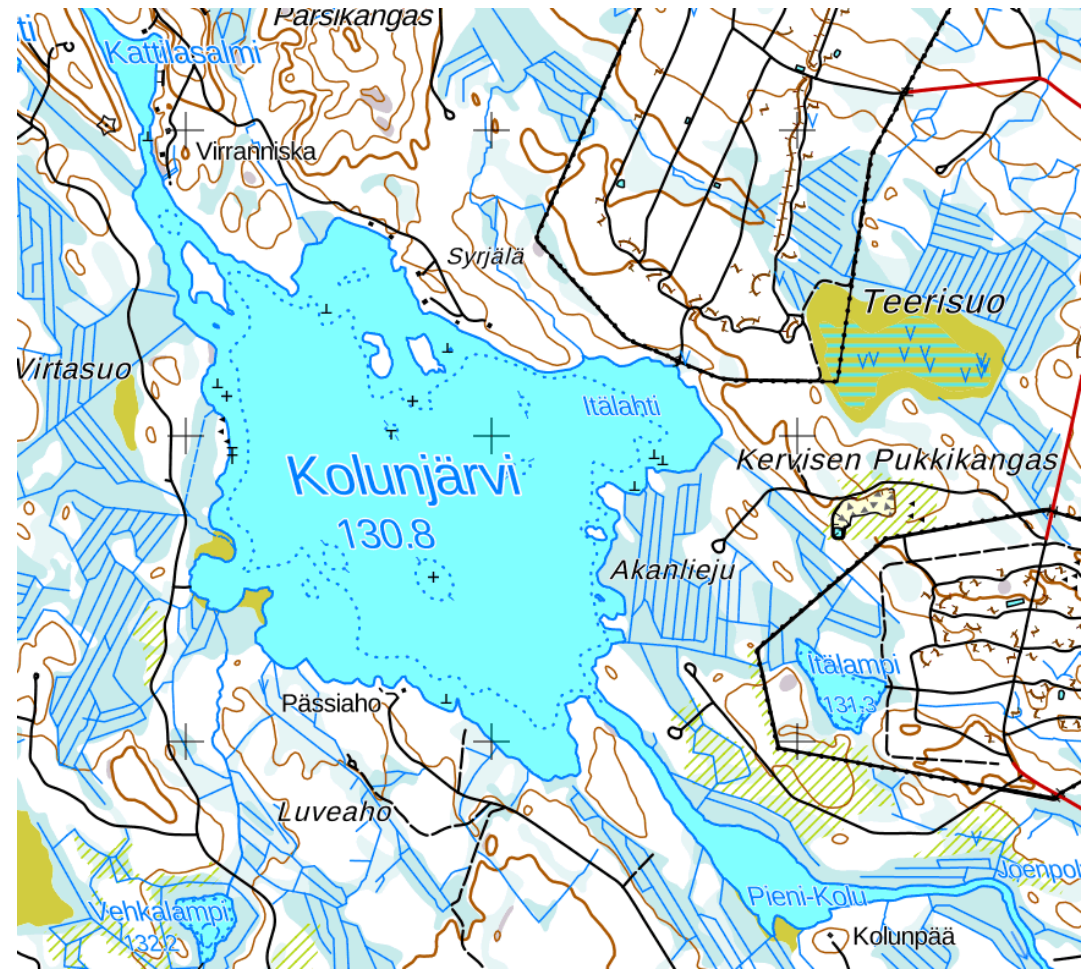 Parsikangas
Kattilasalmi
Virranniska
Syrjälä
Teerisuo
Virtasuo
Itälahti
Kolunjärvi
130.8
Kervisen Pukkikangas
Akanlieju
Itälampi
131.3
Pässiaho
Luveaho
Vehkalampi
132.2
Pieni-Kolu
Joenpol
Kolunpää